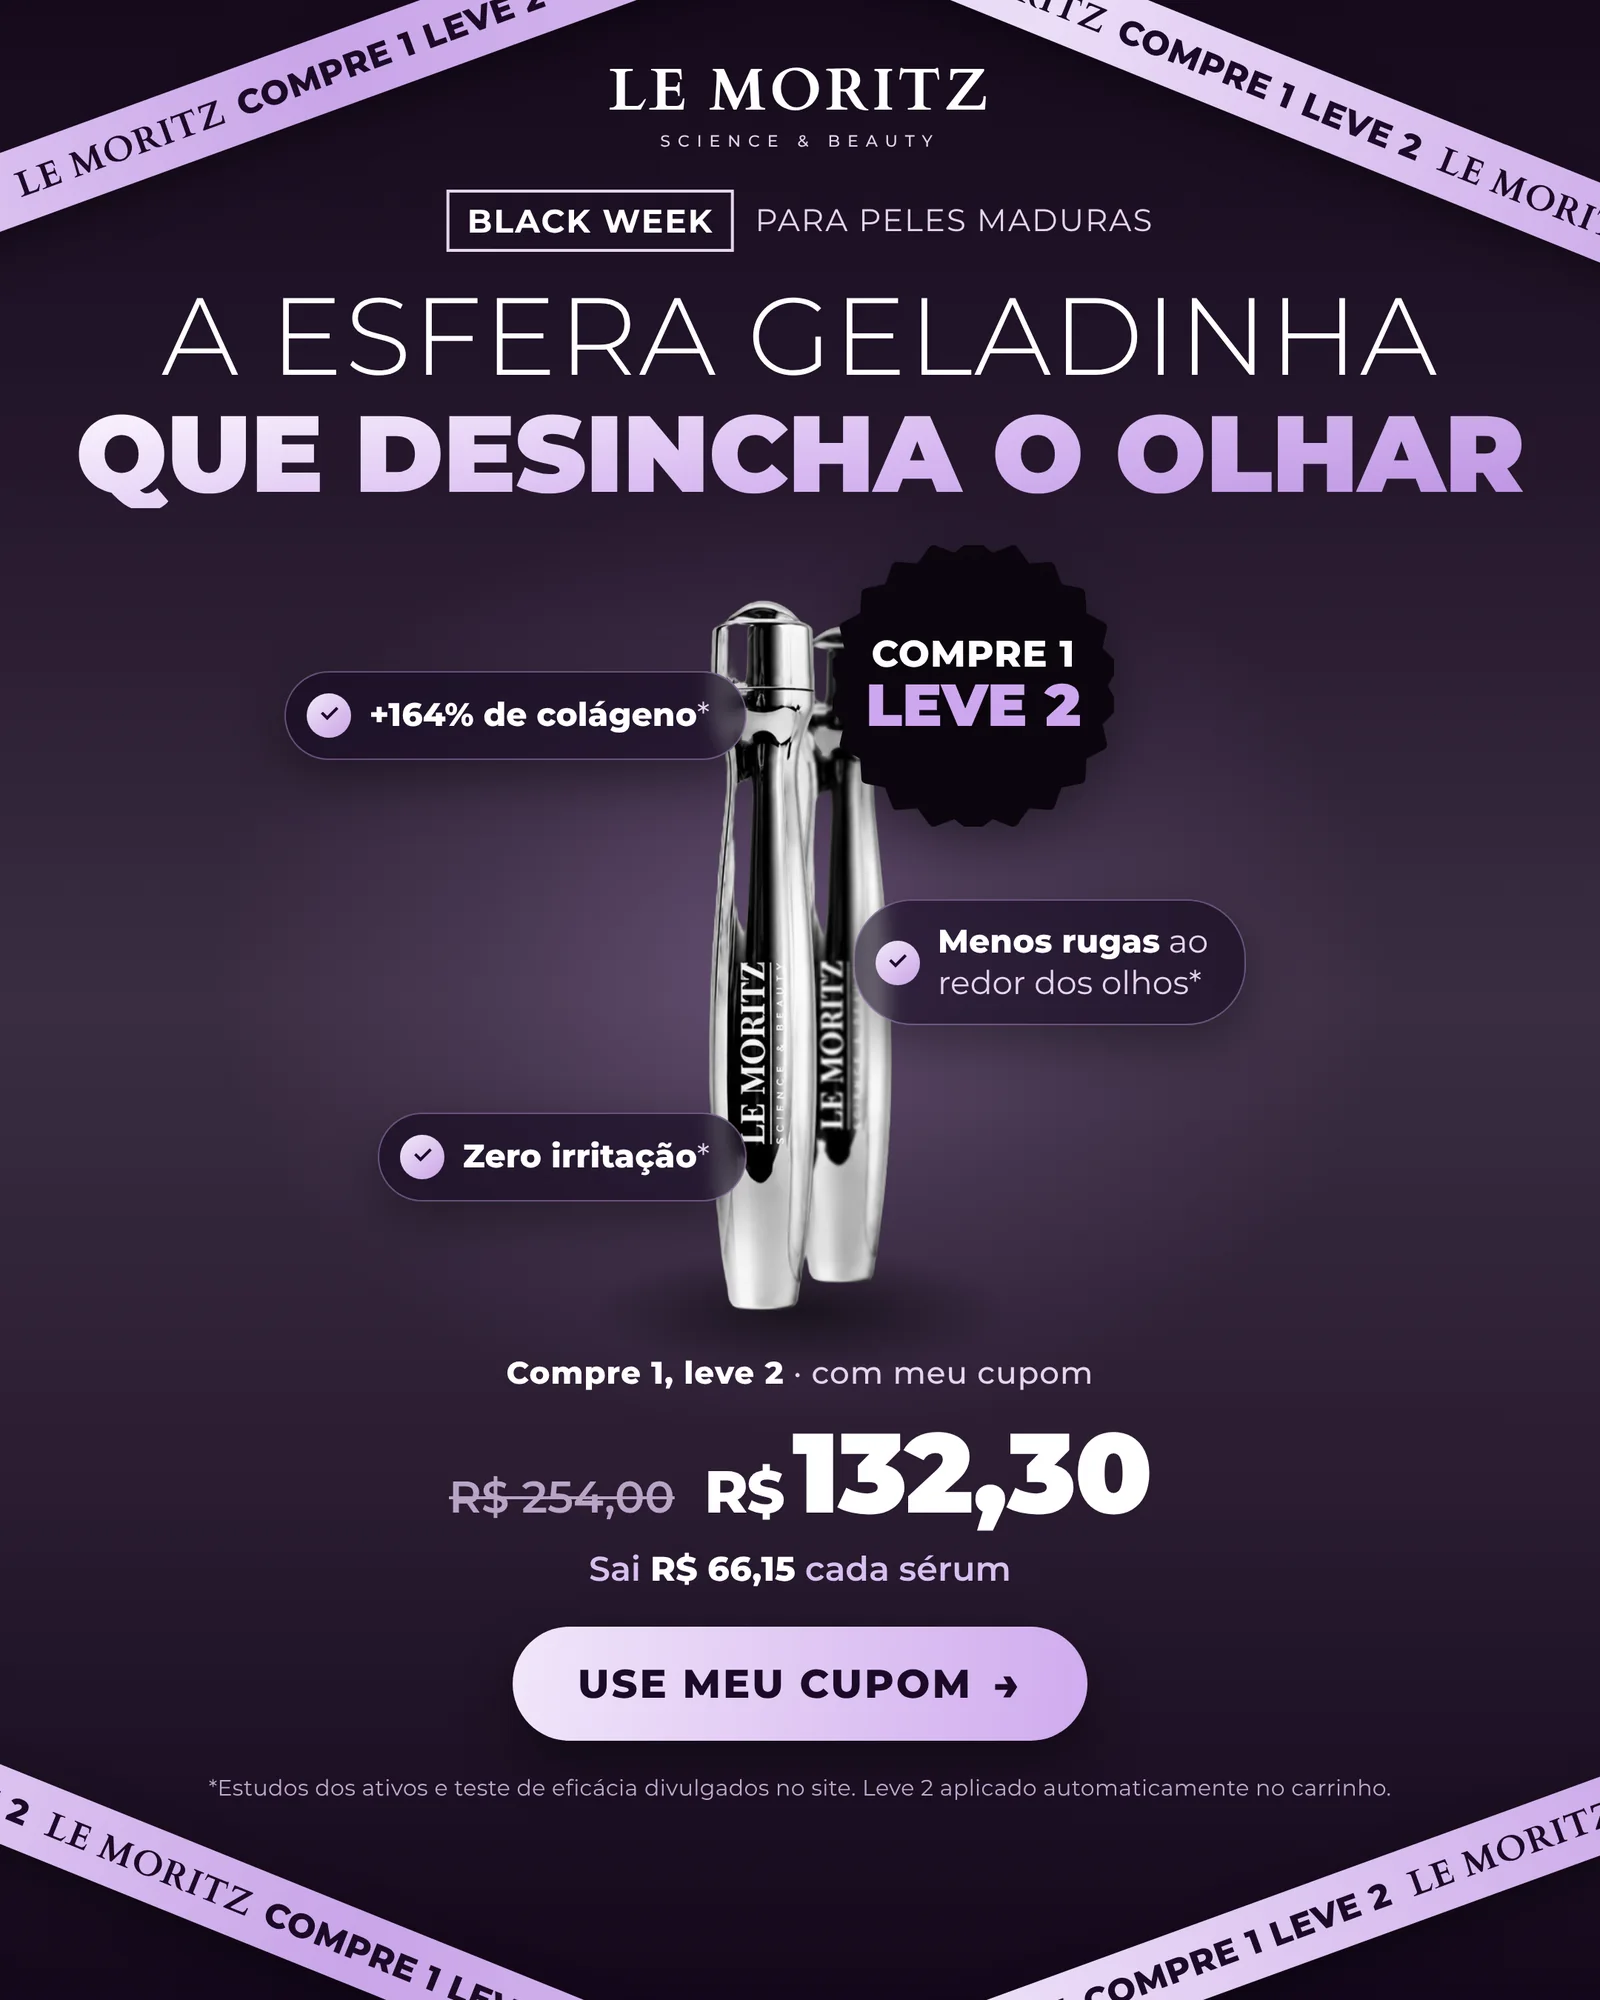 LE MORITZ COMPRE 1 LEVE 2
COMPRE 1 LEVE 2 LE MORITZ
LE MORITZ
SCIENCE & BEAUTY
BLACK WEEK PARA PELES MADURAS
A ESFERA GELADINHA
QUE DESINCHA O OLHAR
COMPRE 1
LEVE 2
+164% de colágeno*
Menos rugas ao
redor dos olhos*
LE MORITZ
SCIENCE & BEAUTY
LE MORITZ
Zero irritação*
Compre 1, leve 2 · com meu cupom
R$ 254,00 R$ 132,30
Sai R$ 66,15 cada sérum
USE MEU CUPOM →
*Estudos dos ativos e teste de eficácia divulgados no site. Leve 2 aplicado automaticamente no carrinho.
2 LE MORITZ COMPRE 1
COMPRE 1 LEVE 2 LE MORITZ